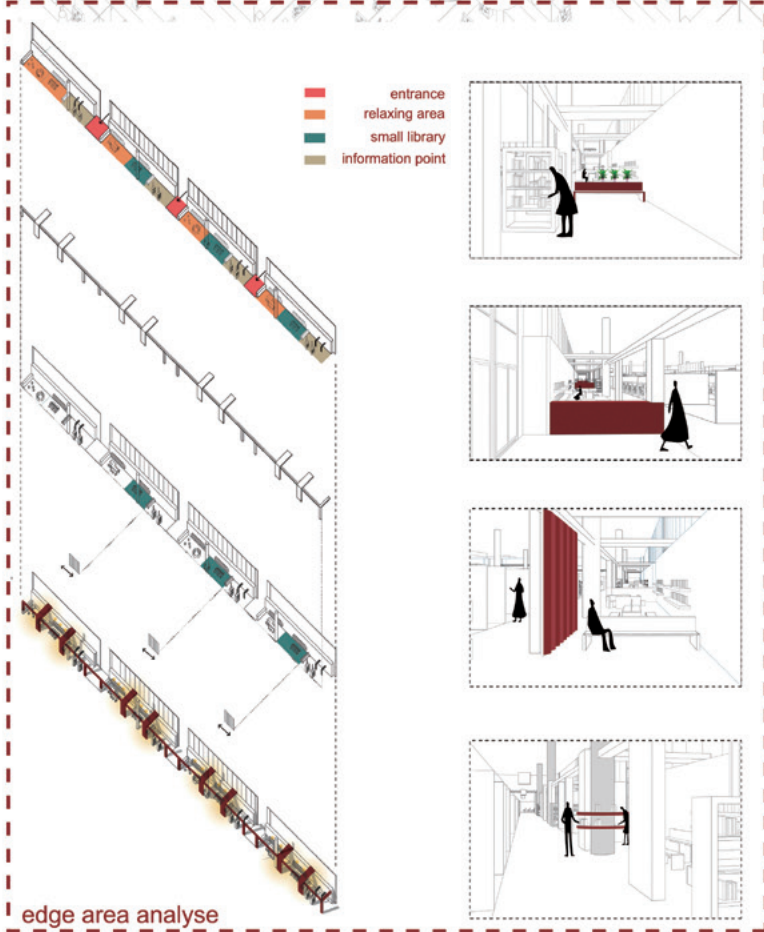 entrance
relaxing area
small library
information point
edge area analyse